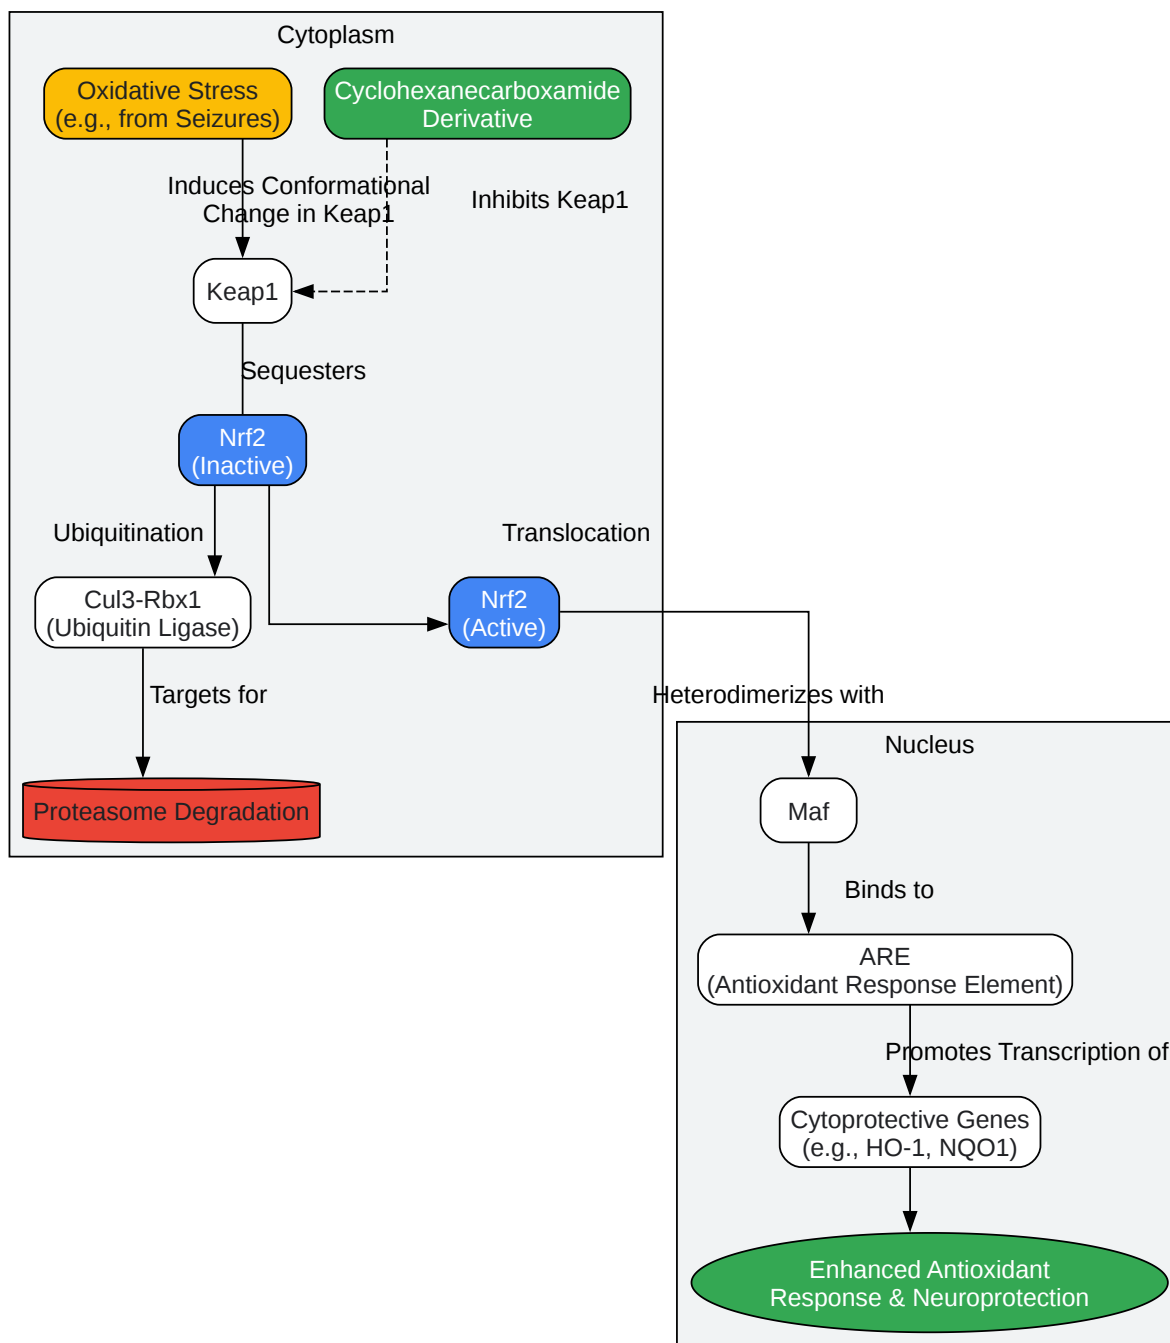 Cytoplasm
Oxidative Stress
(e.g., from Seizures)
Cyclohexanecarboxamide
Derivative
Induces Conformational
Change in Keap1
Inhibits Keap1
Keap1
Sequesters
Nrf2
(Inactive)
Ubiquitination
Translocation
Cul3-Rbx1
(Ubiquitin Ligase)
Nrf2
(Active)
Targets for
Heterodimerizes with
Proteasome Degradation
Nucleus
Maf
Binds to
ARE
(Antioxidant Response Element)
Promotes Transcription of
Cytoprotective Genes
(e.g., HO-1, NQO1)
Enhanced Antioxidant
Response & Neuroprotection